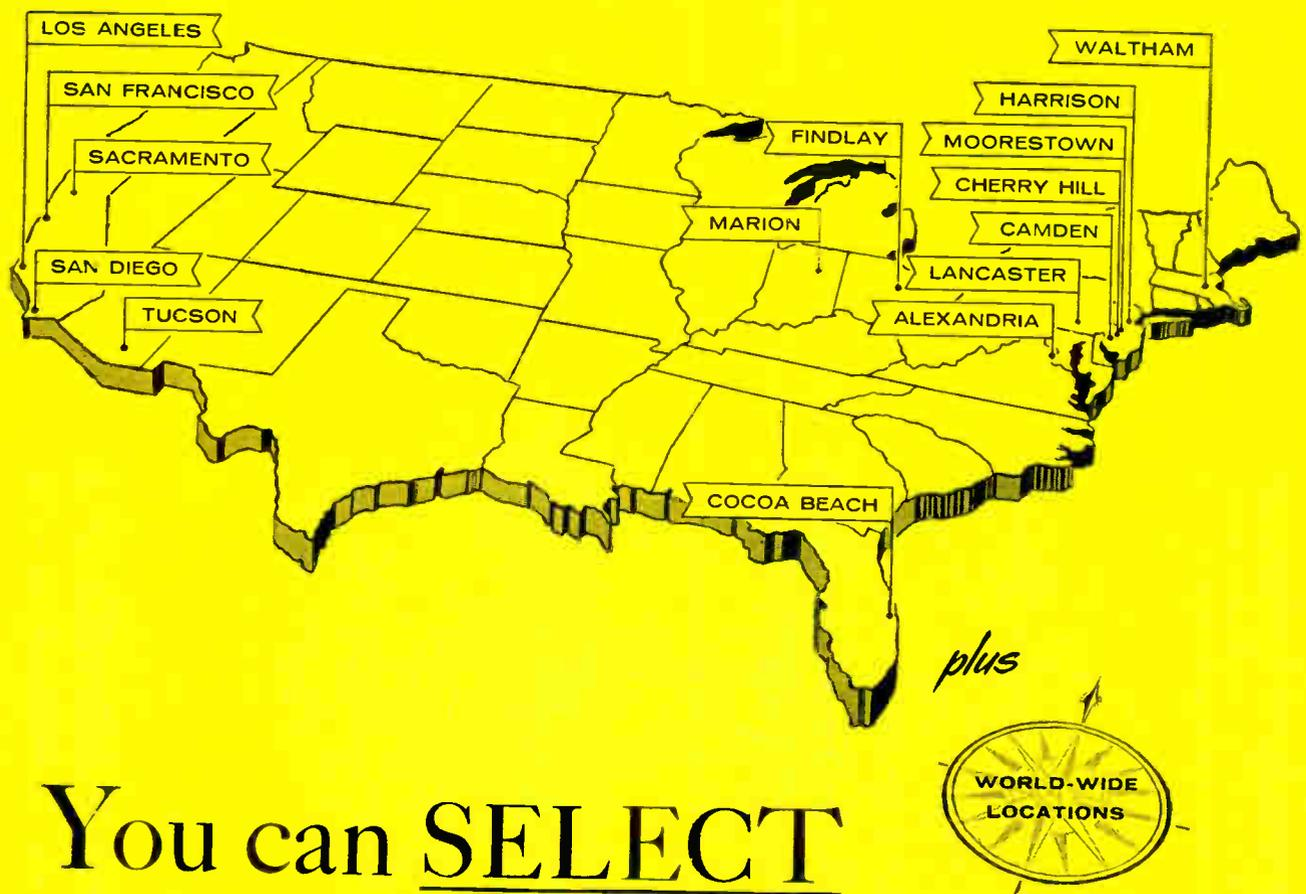 LOS ANGELES
WALTHAM
SAN FRANCISCO
HARRISON
FINDLAY
MOORESTOWN
SACRAMENTO
CHERRY HILL
MARION
CAMDEN
SAN DIEGO
LANCASTER
TUCSON
ALEXANDRIA
COCOA BEACH
plus
WORLD-WIDE
LOCATIONS
You can SELECT